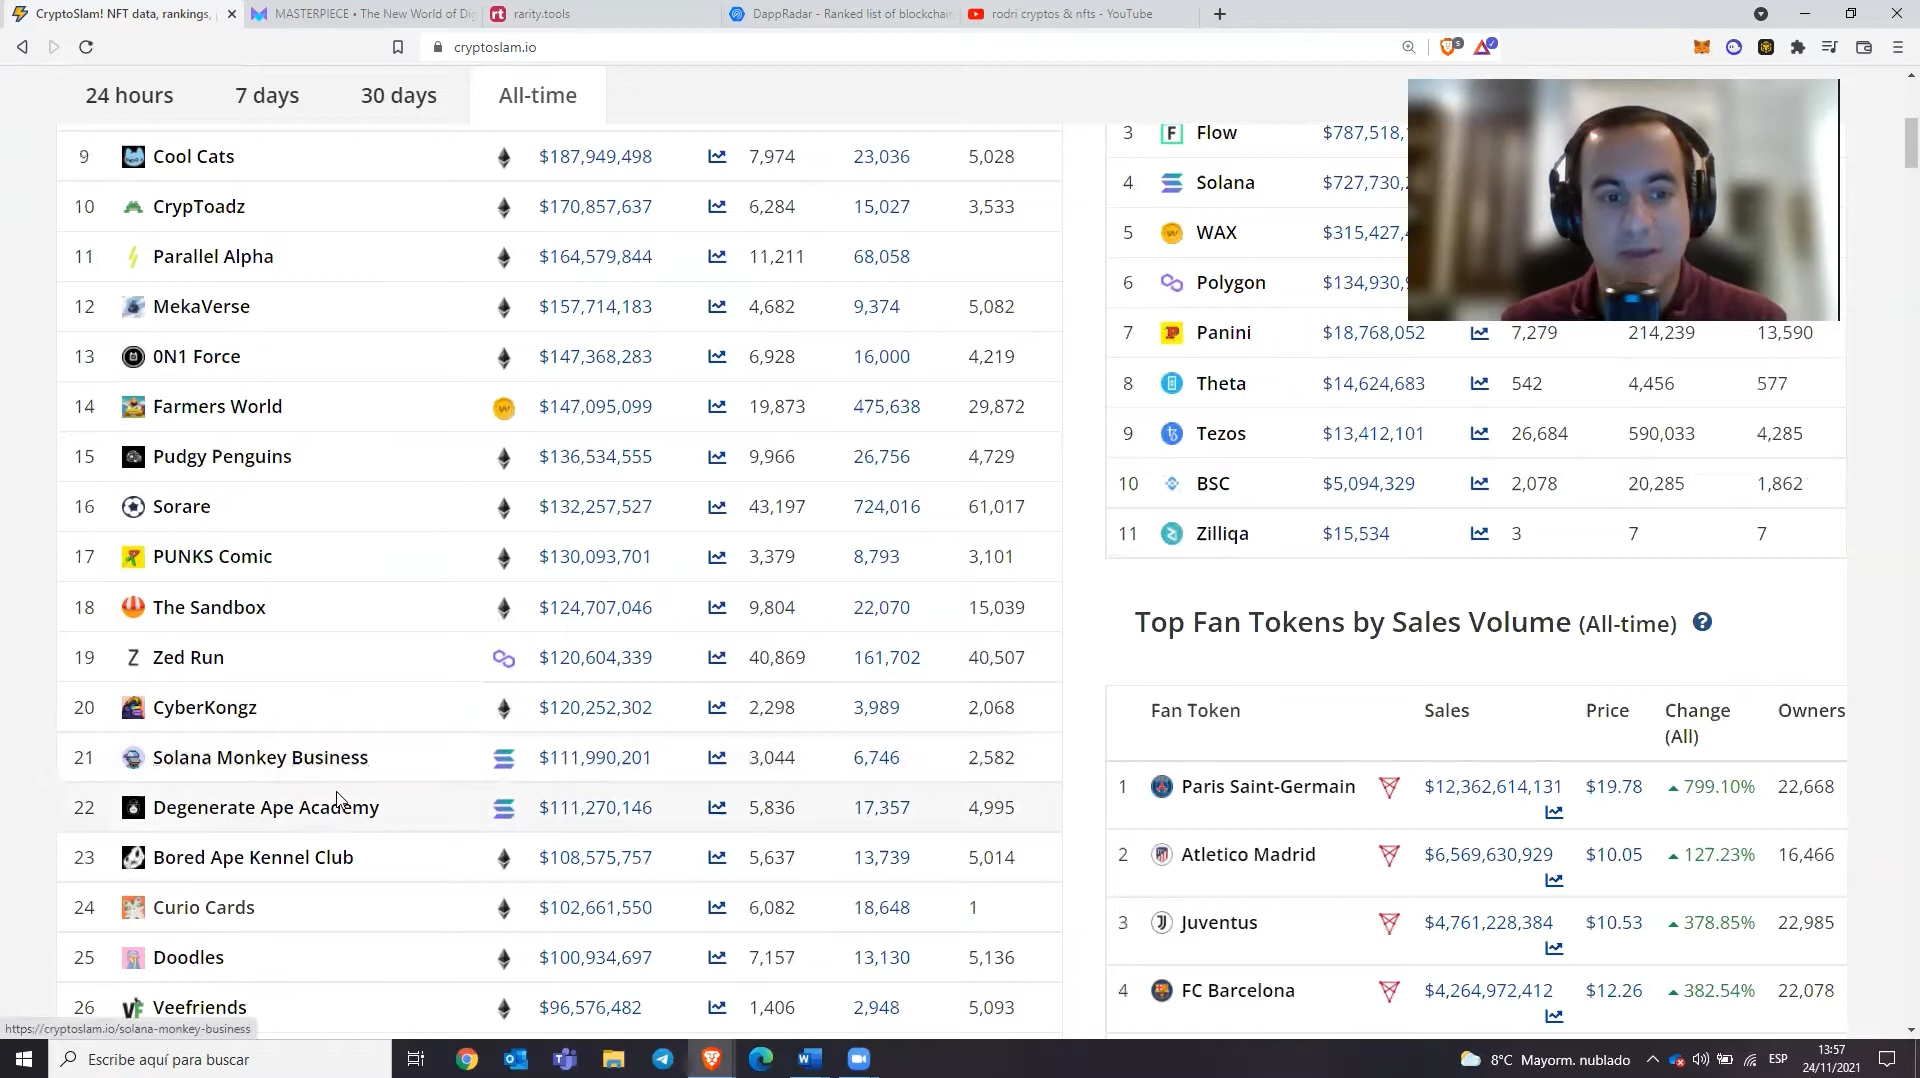 CryptoSlam! NFT data, rankings,
MASTERPIECE • The New World of Dig
rarity.tools
DappRadar - Ranked list of blockchain
rodri cryptos & nfts - YouTube
cryptoslam.io
24 hours 7 days 30 days All-time
9 Cool Cats $187,949,498 7,974 23,036 5,028
10 CrypToadz $170,857,637 6,284 15,027 3,533
11 Parallel Alpha $164,579,844 11,211 68,058
12 MekaVerse $157,714,183 4,682 9,374 5,082
13 0N1 Force $147,368,283 6,928 16,000 4,219
14 Farmers World $147,095,099 19,873 475,638 29,872
15 Pudgy Penguins $136,534,555 9,966 26,756 4,729
16 Sorare $132,257,527 43,197 724,016 61,017
17 PUNKS Comic $130,093,701 3,379 8,793 3,101
18 The Sandbox $124,707,046 9,804 22,070 15,039
19 Zed Run $120,604,339 40,869 161,702 40,507
20 CyberKongz $120,252,302 2,298 3,989 2,068
21 Solana Monkey Business $111,990,201 3,044 6,746 2,582
22 Degenerate Ape Academy $111,270,146 5,836 17,357 4,995
23 Bored Ape Kennel Club $108,575,757 5,637 13,739 5,014
24 Curio Cards $102,661,550 6,082 18,648 1
25 Doodles $100,934,697 7,157 13,130 5,136
26 Veefriends $96,576,482 1,406 2,948 5,093
3 Flow $787,518,
4 Solana $727,730,
5 WAX $315,427,
6 Polygon $134,930,
7 Panini $18,768,052 7,279 214,239 13,590
8 Theta $14,624,683 542 4,456 577
9 Tezos $13,412,101 26,684 590,033 4,285
10 BSC $5,094,329 2,078 20,285 1,862
11 Zilliqa $15,534 3 7 7
Top Fan Tokens by Sales Volume (All-time) ?
Fan Token Sales Price Change Owners
(All)
1 Paris Saint-Germain $12,362,614,131 $19.78 799.10% 22,668
2 Atletico Madrid $6,569,630,929 $10.05 127.23% 16,466
3 Juventus $4,761,228,384 $10.53 378.85% 22,985
4 FC Barcelona $4,264,972,412 $12.26 382.54% 22,078
https://cryptoslam.io/solana-monkey-business
Escribe aquí para buscar
8°C Mayorm. nublado
ESP
13:57
24/11/2021